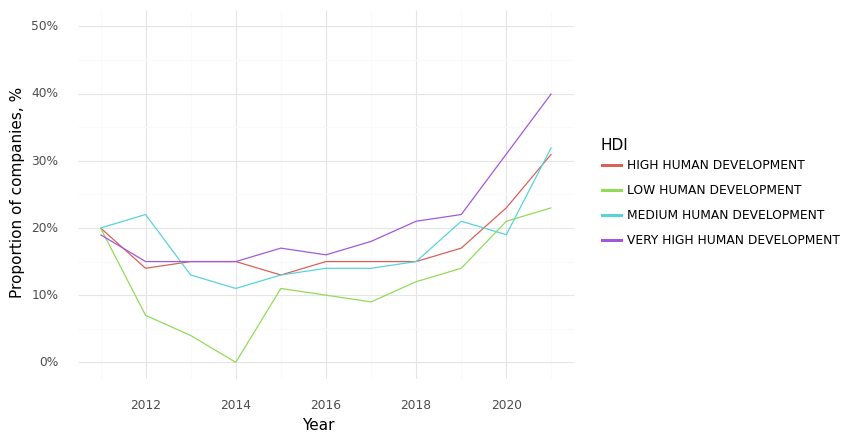 50%
40%
30%
20%
10%
0%
Proportion of companies, %
2012 2014 2016 2018 2020
Year
HDI
HIGH HUMAN DEVELOPMENT
LOW HUMAN DEVELOPMENT
MEDIUM HUMAN DEVELOPMENT
VERY HIGH HUMAN DEVELOPMENT